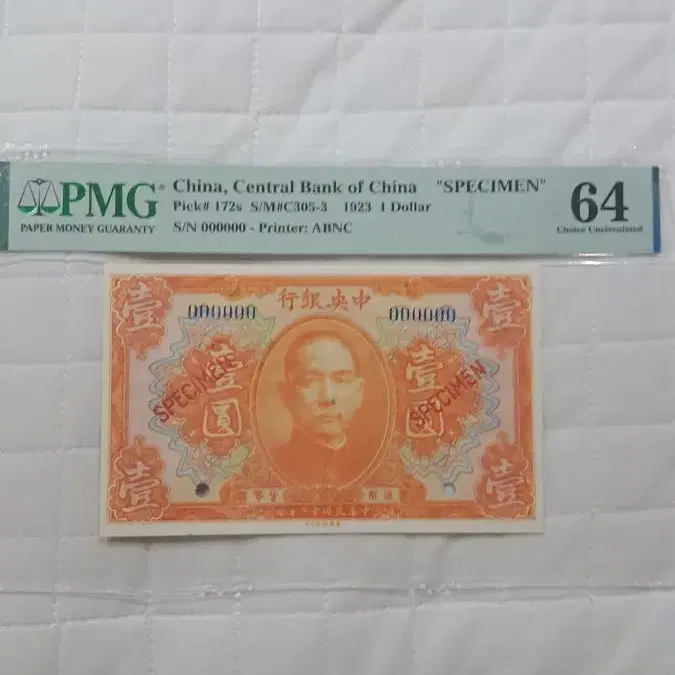 PMG®
PAPER MONEY GUARANTY
China, Central Bank of China "SPECIMEN"
Pick# 172s S/M#C305-3 1923 1 Dollar
S/N 000000 - Printer: ABNC
64
Choice Uncirculated
壹 行銀央中 壹
000000 000000
壹圓 壹圓
SPECIMEN SPECIMEN
壹 壹